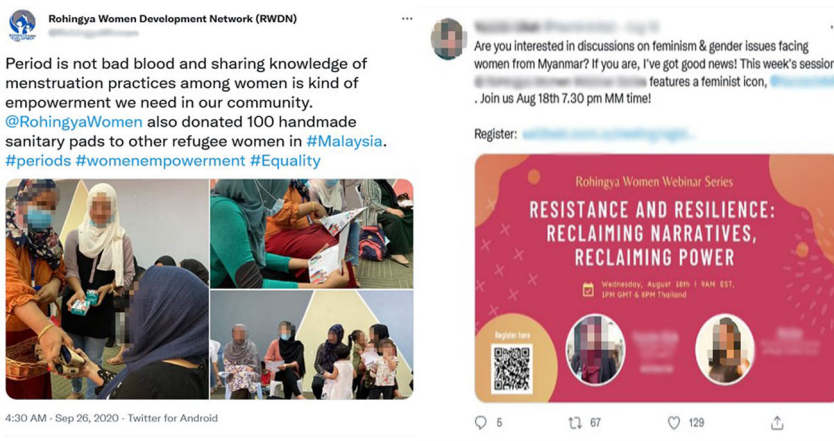 Rohingya Women Development Network (RWDN)
Period is not bad blood and sharing knowledge of
menstruation practices among women is kind of
empowerment we need in our community.
@RohingyaWomen also donated 100 handmade
sanitary pads to other refugee women in #Malaysia.
#periods #womenempowerment #Equality
4:30 AM · Sep 26, 2020 · Twitter for Android
Are you interested in discussions on feminism & gender issues facing
women from Myanmar? If you are, I've got good news! This week's session
features a feminist icon,
. Join us Aug 18th 7.30 pm MM time!
Register:
Rohingya Women Webinar Series
RESISTANCE AND RESILIENCE:
RECLAIMING NARRATIVES,
RECLAIMING POWER
Wednesday, August 18th | 9AM EST,
1PM GMT & 8PM Thailand
Register here
5 67 129